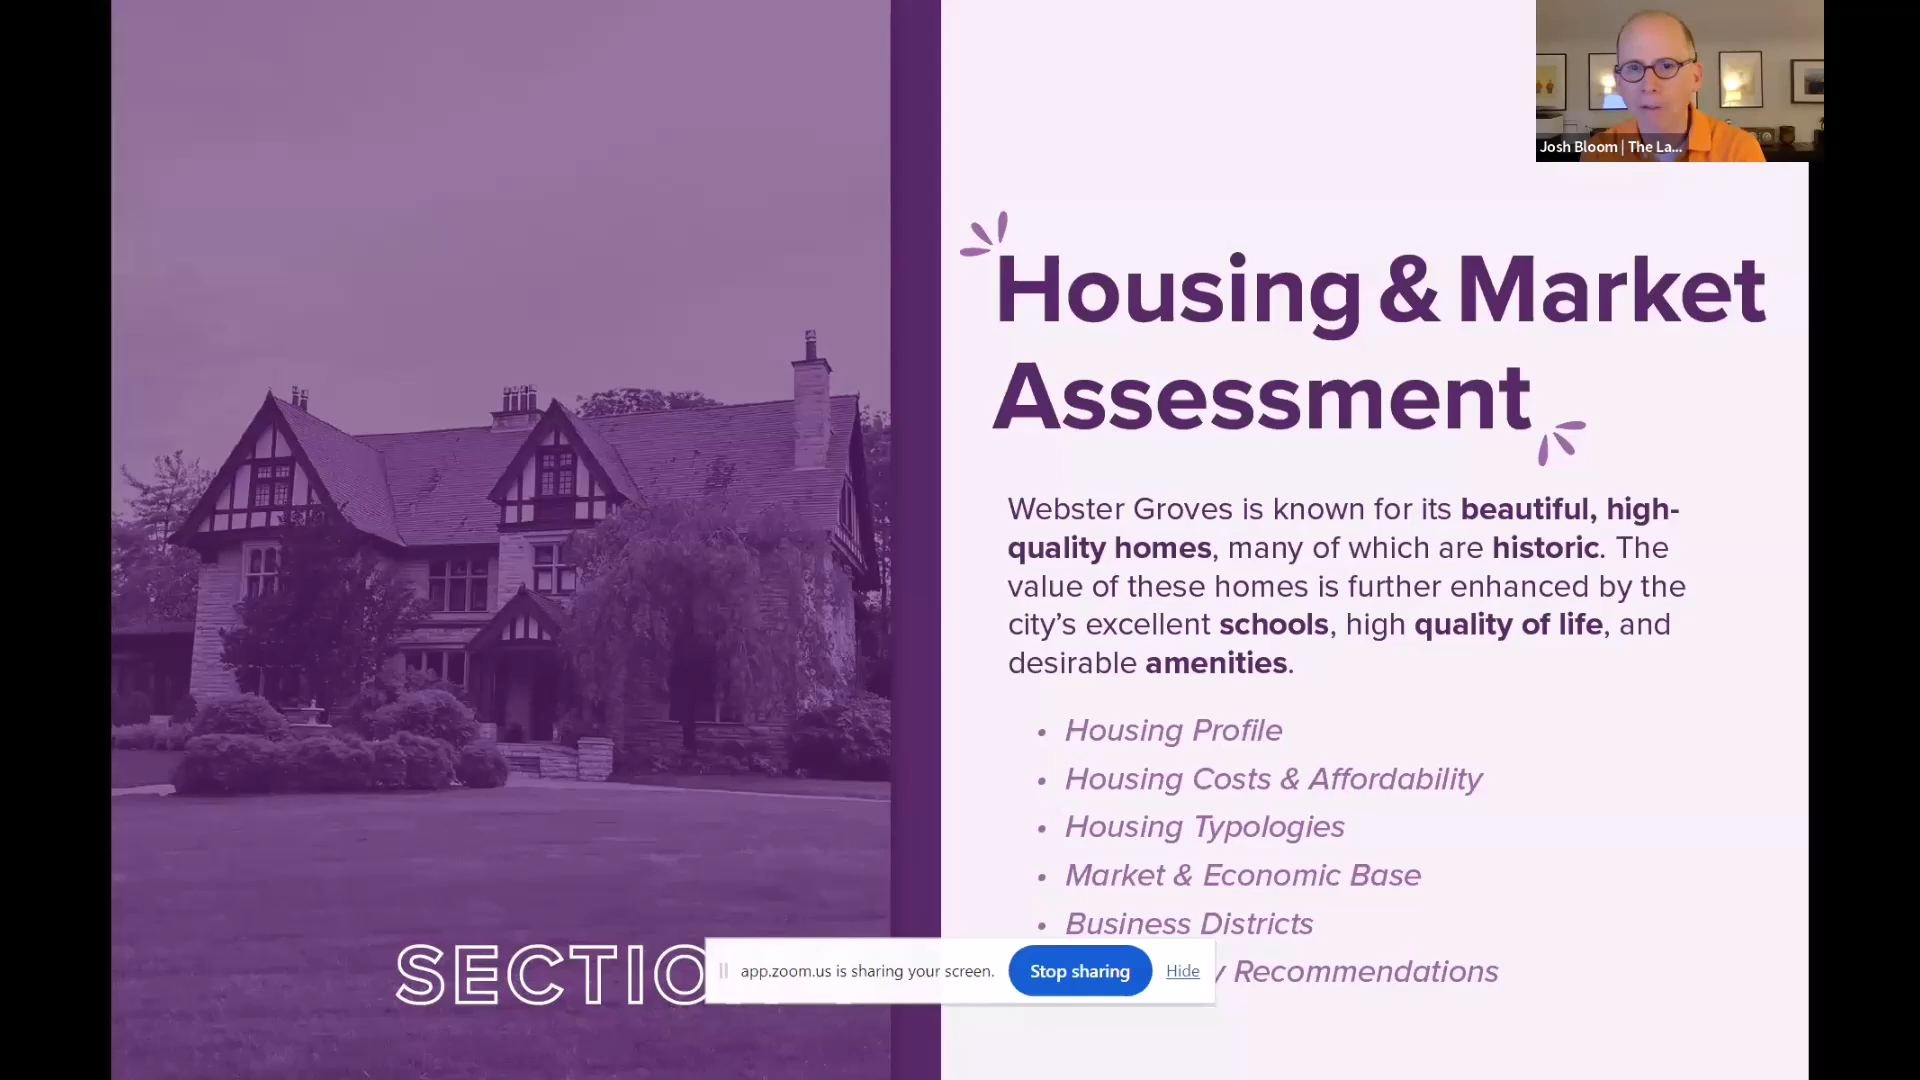 Josh Bloom | The La...
Housing & Market
Assessment
Webster Groves is known for its beautiful, high-
quality homes, many of which are historic. The
value of these homes is further enhanced by the
city’s excellent schools, high quality of life, and
desirable amenities.
• Housing Profile
• Housing Costs & Affordability
• Housing Typologies
• Market & Economic Base
• Business Districts
Recommendations
app.zoom.us is sharing your screen.
Stop sharing
Hide